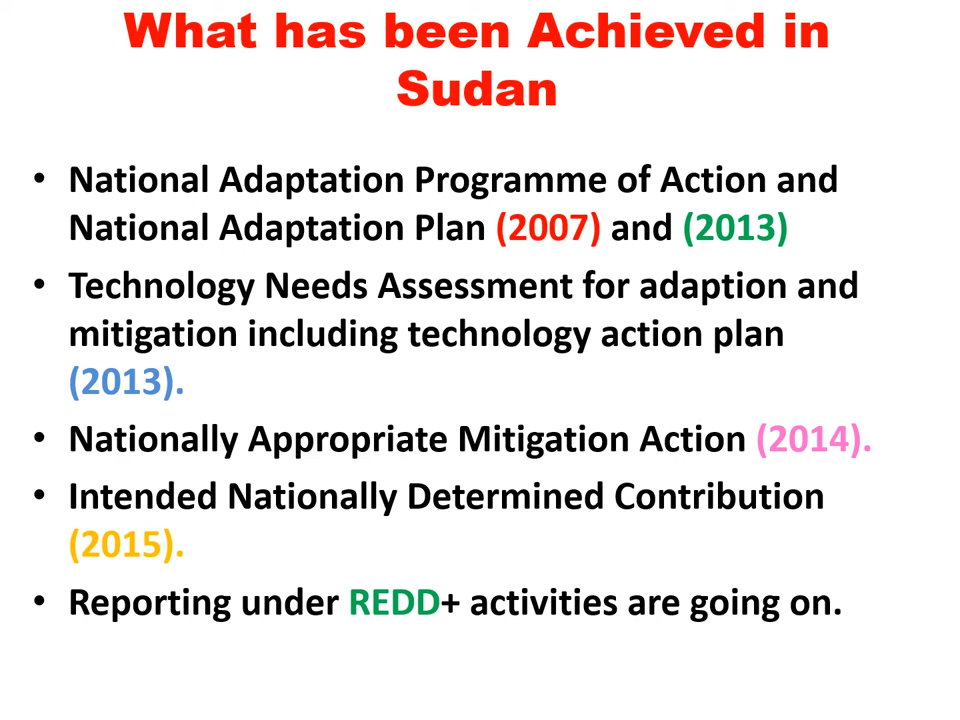 What has been Achieved in
Sudan
• National Adaptation Programme of Action and
National Adaptation Plan (2007) and (2013)
• Technology Needs Assessment for adaption and
mitigation including technology action plan
(2013).
• Nationally Appropriate Mitigation Action (2014).
• Intended Nationally Determined Contribution
(2015).
• Reporting under REDD+ activities are going on.